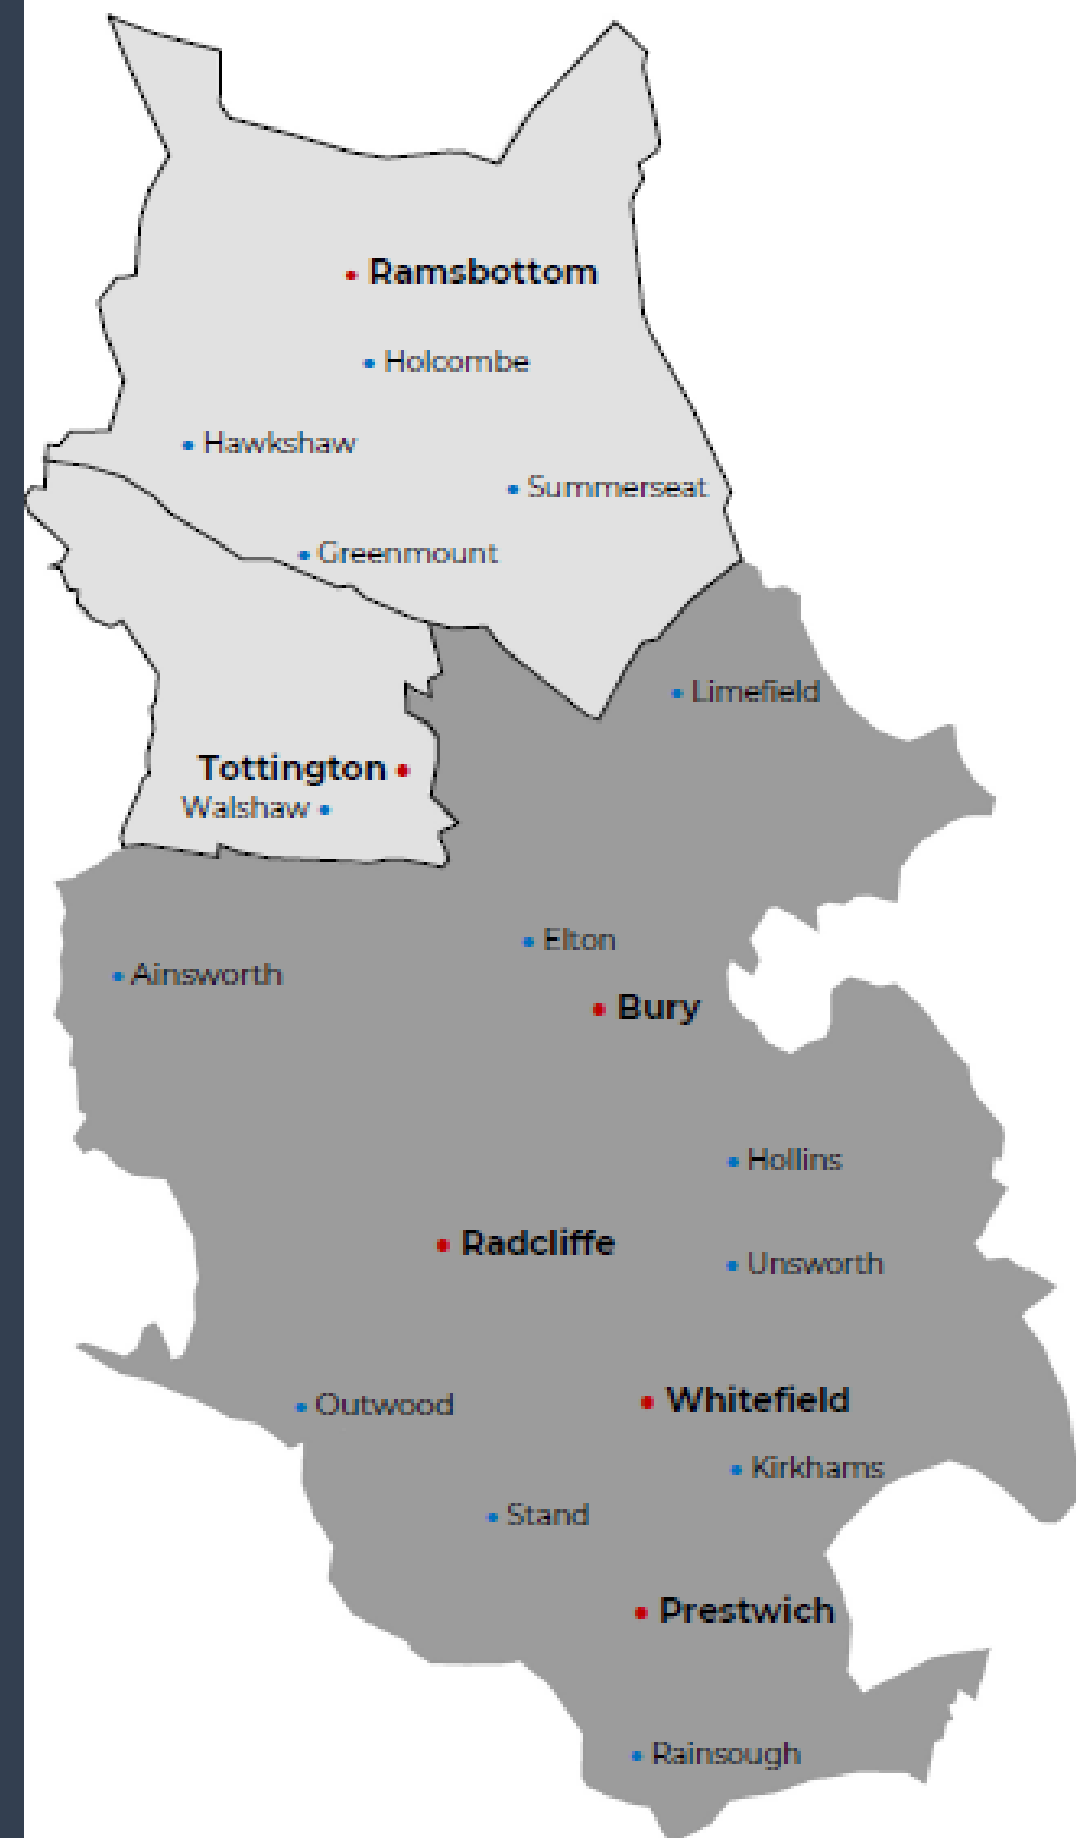 Ramsbottom
Holcombe
Hawkshaw
Summerseat
Greenmount
Limefield
Tottington
Walshaw
Elton
Ainsworth
Bury
Hollins
Radcliffe
Unsworth
Whitefield
Outwood
Kirkhams
Stand
Prestwich
Rainsough